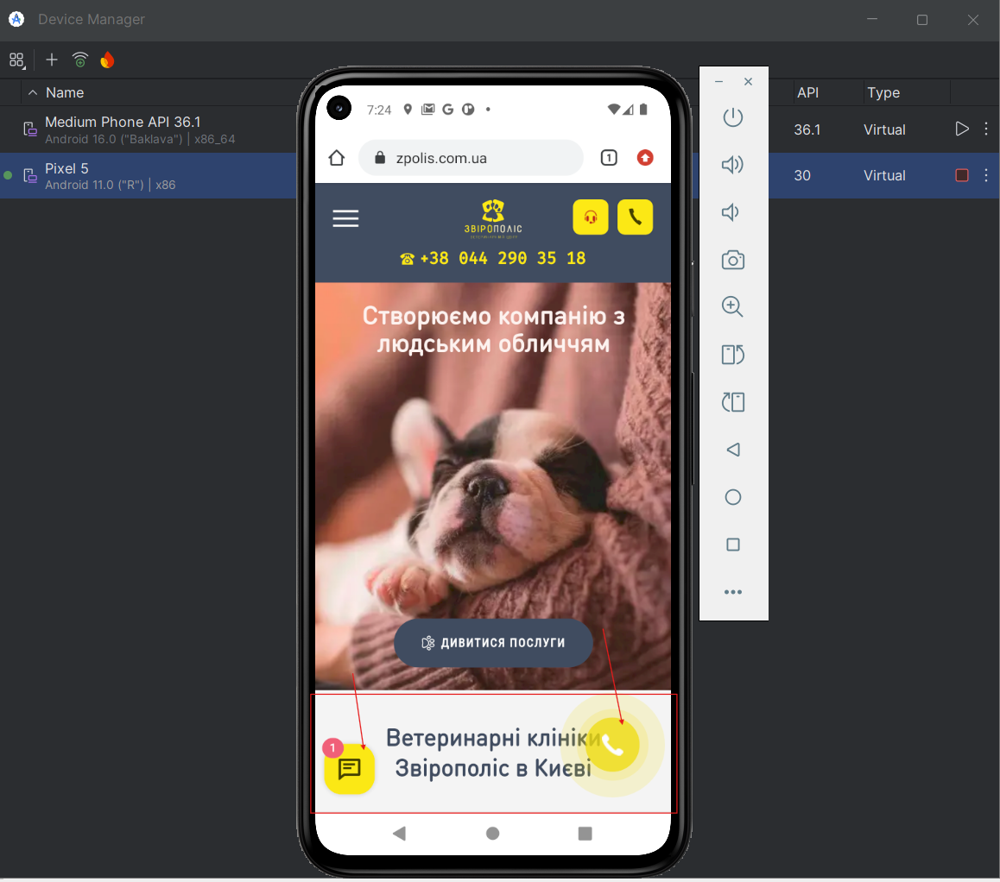 Device Manager
Name
API
Type
Medium Phone API 36.1
Android 16.0 ("Baklava") | x86_64
36.1
Virtual
Pixel 5
Android 11.0 ("R") | x86
30
Virtual
7:24
zpolis.com.ua
1
ЗВІРОПОЛІС
+38 044 290 35 18
Створюємо компанію з
людським обличчям
ДИВИТИСЯ ПОСЛУГИ
Ветеринарні клініки
Звірополіс в Києві
1